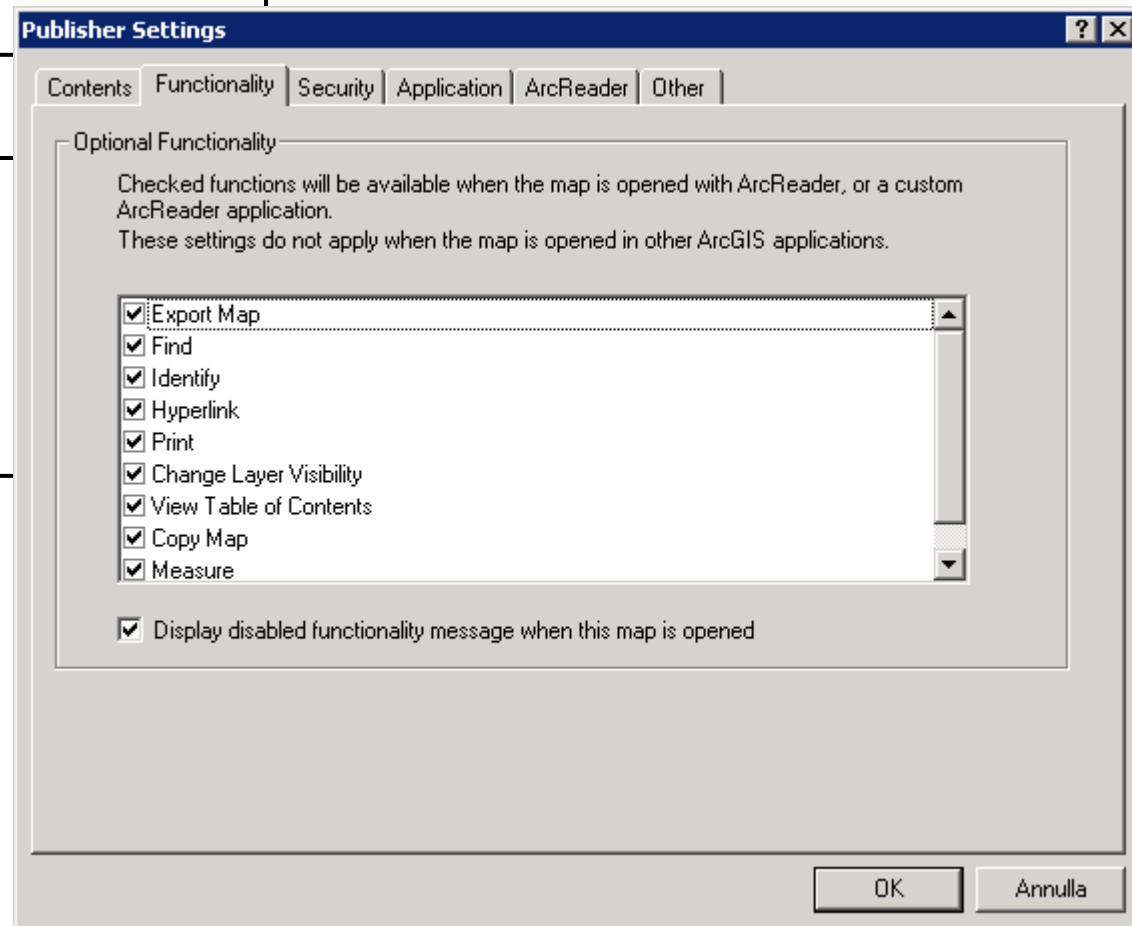 Publisher Settings
Contents Functionality Security Application ArcReader Other
Optional Functionality
Checked functions will be available when the map is opened with ArcReader, or a custom
ArcReader application.
These settings do not apply when the map is opened in other ArcGIS applications.
Export Map
Find
Identify
Hyperlink
Print
Change Layer Visibility
View Table of Contents
Copy Map
Measure
Display disabled functionality message when this map is opened
OK Annulla